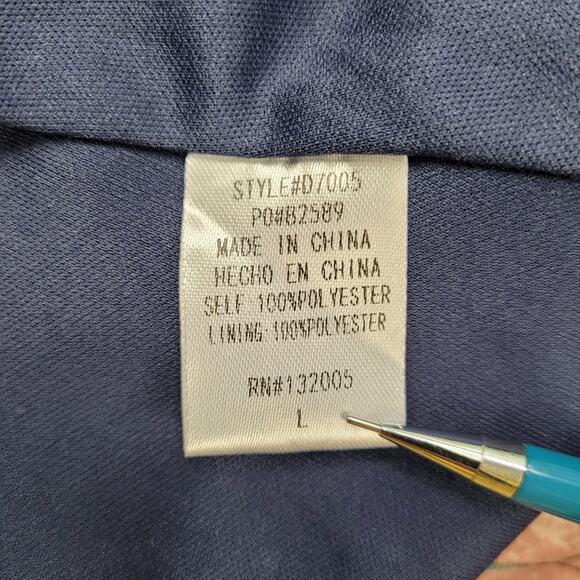 STYLE#D7005
PO#B2589
MADE IN CHINA
HECHO EN CHINA
SELF 100%POLYESTER
LINING 100%POLYESTER
RN#132005
L